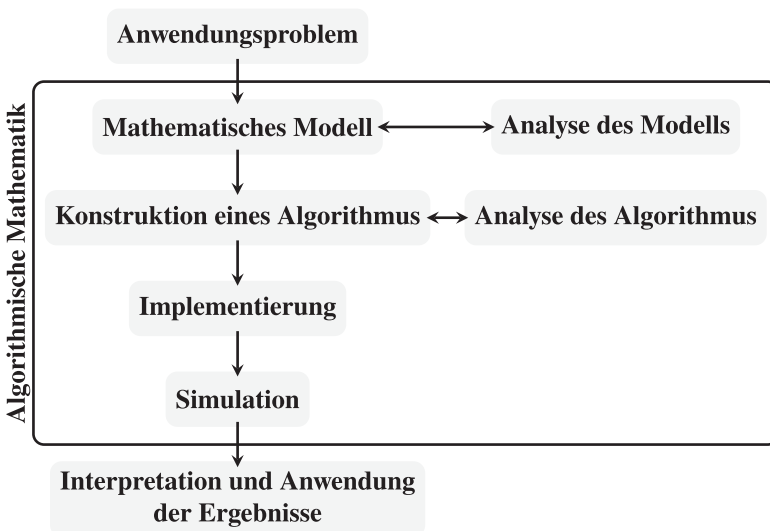 Anwendungsproblem
Algorithmische Mathematik
Mathematisches Modell
Analyse des Modells
Konstruktion eines Algorithmus
Analyse des Algorithmus
Implementierung
Simulation
Interpretation und Anwendung
der Ergebnisse